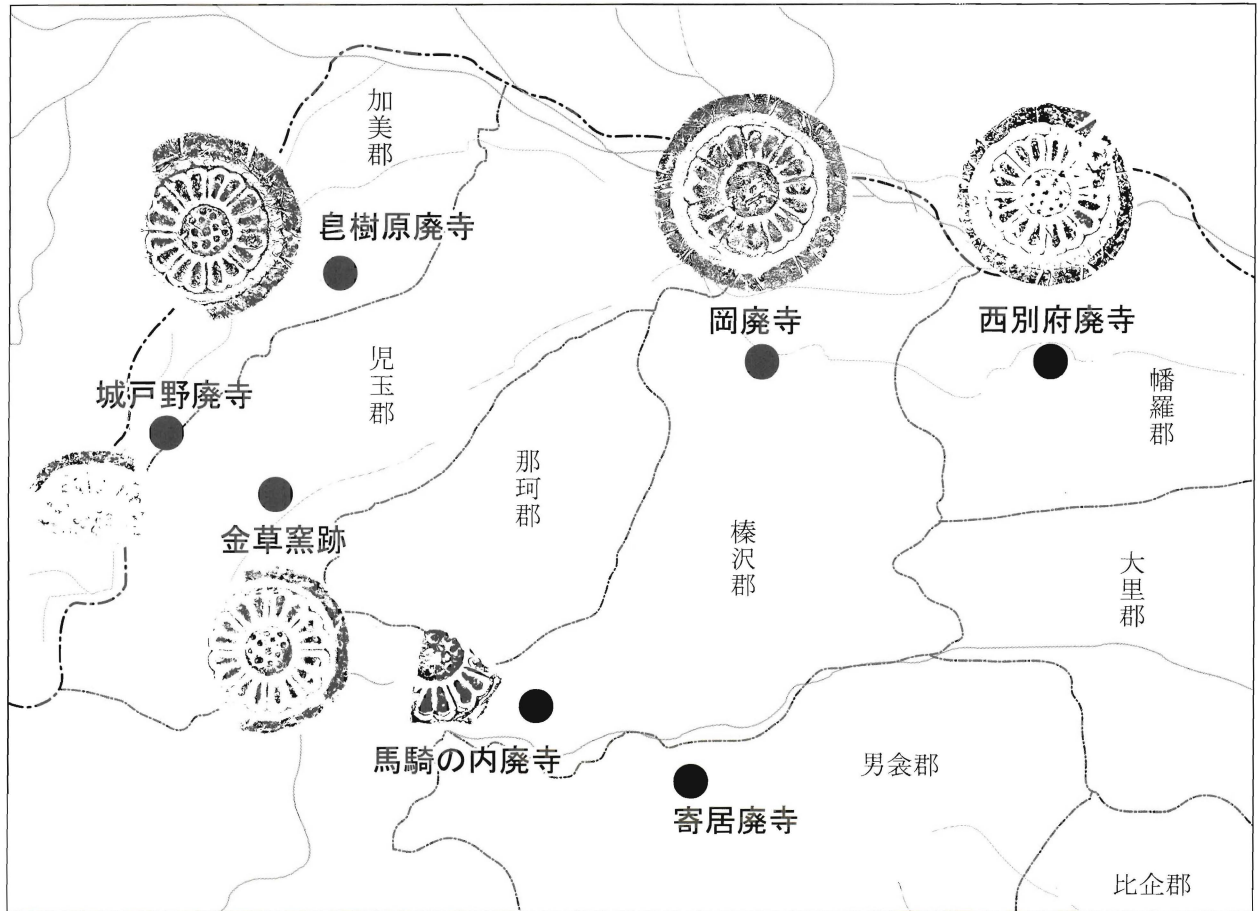 加美郡
皀樹原廃寺
岡廃寺
西別府廃寺
城戸野廃寺
児玉郡
幡羅郡
那珂郡
金草窯跡
榛沢郡
大里郡
馬騎の内廃寺
男衾郡
寄居廃寺
比企郡